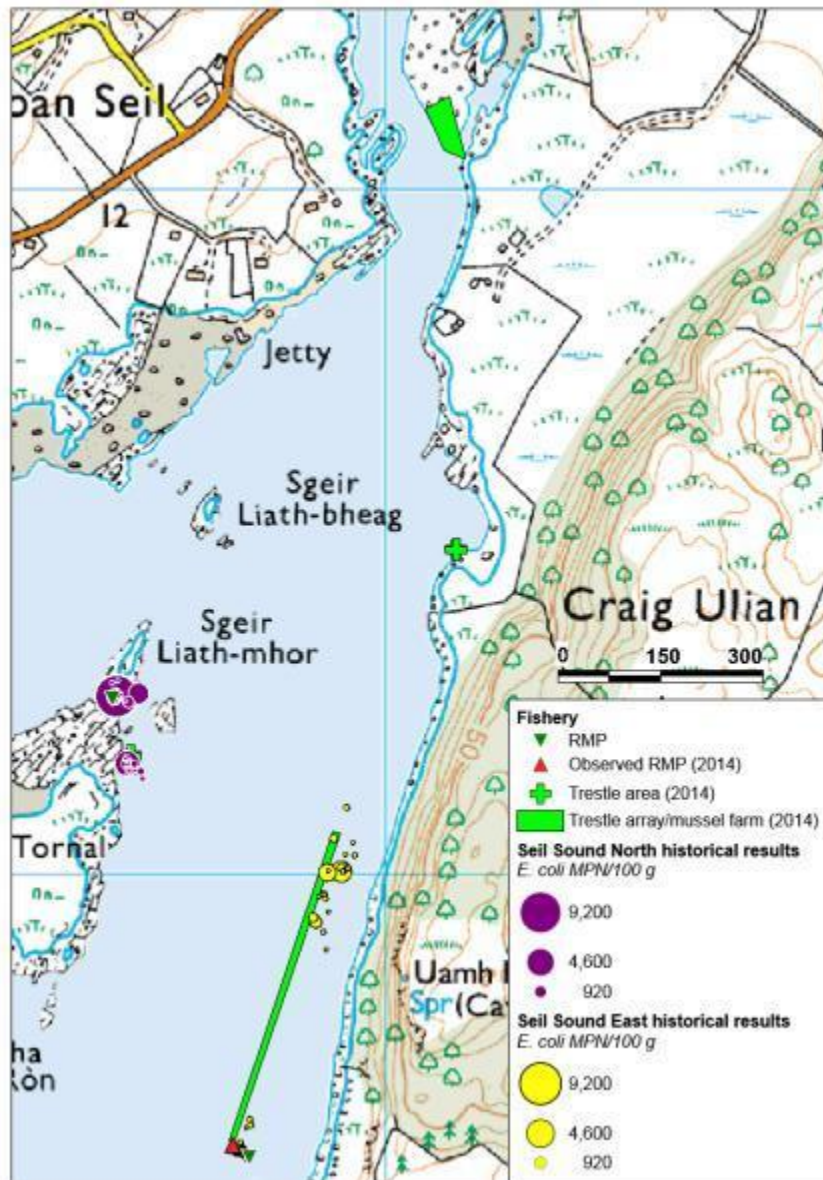 oan Seil
12
Jetty
Sgeir
Liath-bheag
Craig Ulian
Sgeir
Liath-mhor
0 150 300
50
Tornal
Uamh
Spr (Ca
ha
Ròn
Fishery
RMP
Observed RMP (2014)
Trestle area (2014)
Trestle array/mussel farm (2014)
Seil Sound North historical results
E. coli MPN/100 g
9,200
4,600
920
Seil Sound East historical results
E. coli MPN/100 g
9,200
4,600
920